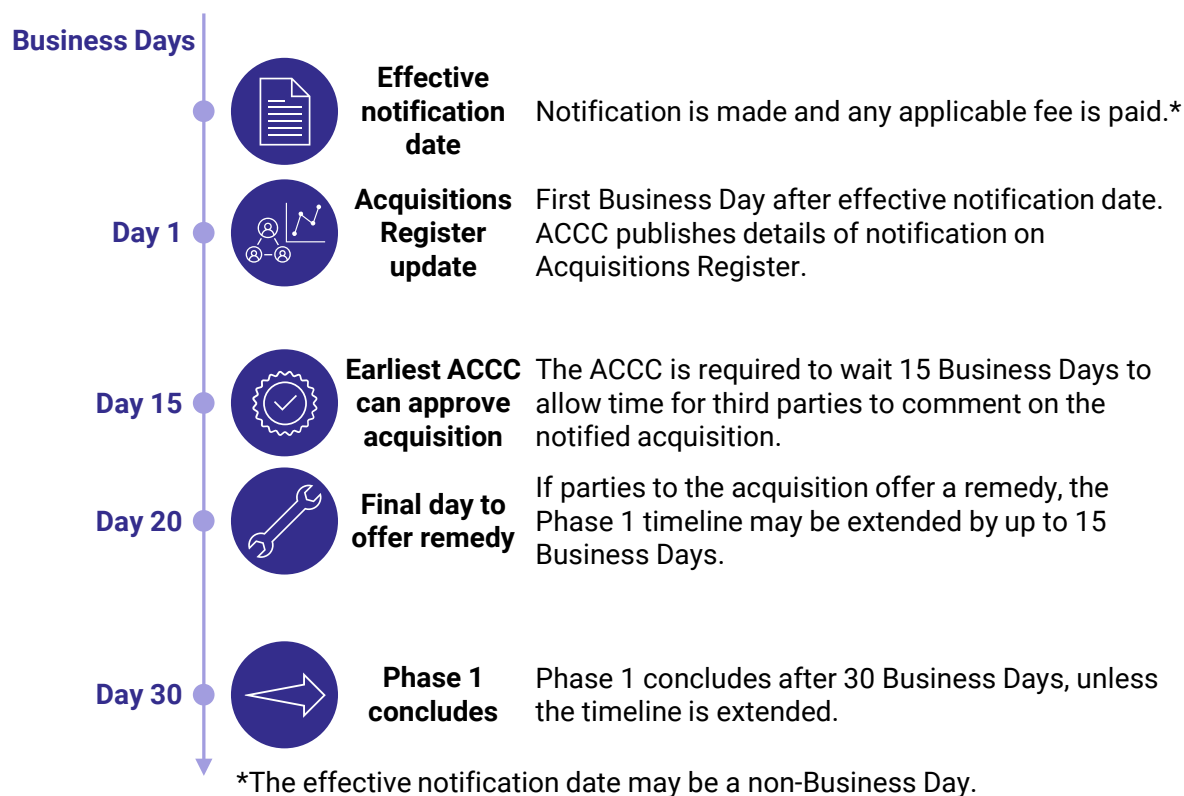 Business Days
Effective
notification
date
Notification is made and any applicable fee is paid.*
Day 1
Acquisitions
Register
update
First Business Day after effective notification date.
ACCC publishes details of notification on
Acquisitions Register.
Day 15
Earliest ACCC
can approve
acquisition
The ACCC is required to wait 15 Business Days to
allow time for third parties to comment on the
notified acquisition.
Day 20
Final day to
offer remedy
If parties to the acquisition offer a remedy, the
Phase 1 timeline may be extended by up to 15
Business Days.
Day 30
Phase 1
concludes
Phase 1 concludes after 30 Business Days, unless
the timeline is extended.
*The effective notification date may be a non-Business Day.